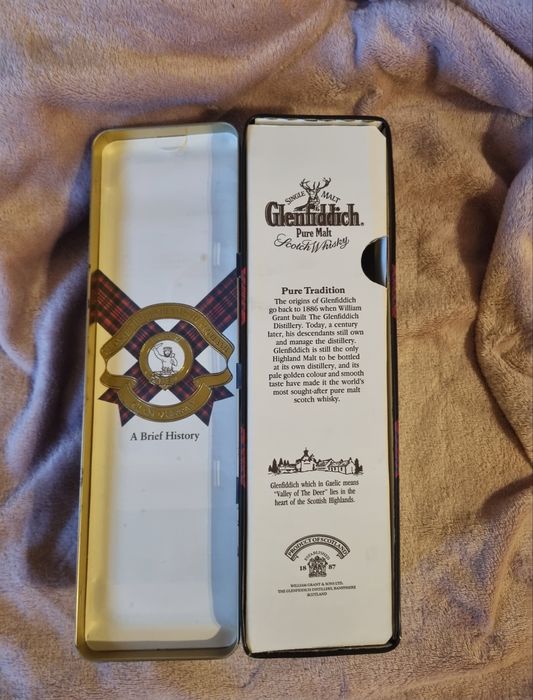 A Brief History
SINGLE MALT
Glenfiddich.
Pure Malt
Scotch Whisky
Pure Tradition
The origins of Glenfiddich
go back to 1886 when William
Grant built The Glenfiddich
Distillery. Today, a century
later, his descendants still own
and manage the distillery.
Glenfiddich is still the only
Highland Malt to be bottled
at its own distillery, and its
pale golden colour and smooth
taste have made it the world's
most sought-after pure malt
scotch whisky.
Glenfiddich which in Gaelic means
"Valley of The Deer" lies in the
heart of the Scottish Highlands.
PRODUCT OF SCOTLAND
ESTABLISHED
18 87
WILLIAM GRANT & SONS LTD.
THE GLENFIDDICH DISTILLERY, BANFFSHIRE
SCOTLAND